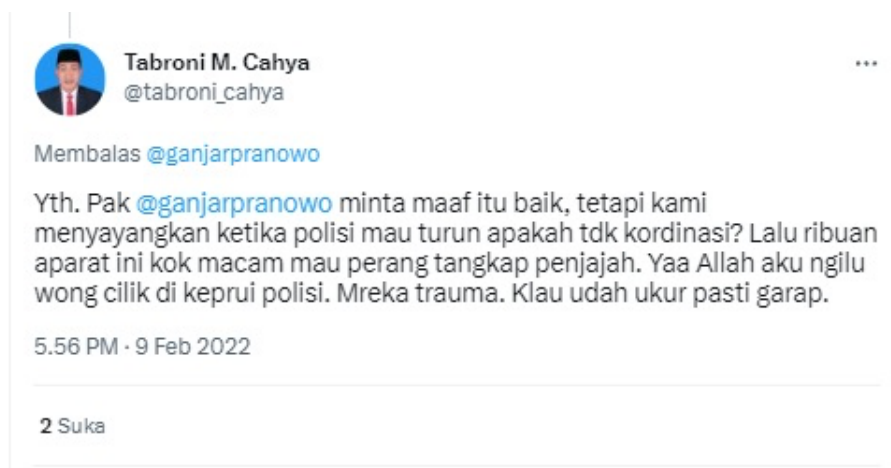 Tabroni M. Cahya
@tabroni_cahya
Membalas @ganjarpranowo
Yth. Pak @ganjarpranowo minta maaf itu baik, tetapi kami
menyayangkan ketika polisi mau turun apakah tdk kordinasi? Lalu ribuan
aparat ini kok macam mau perang tangkap penjajah. Yaa Allah aku ngilu
wong cilik di keprui polisi. Mreka trauma. Klau udah ukur pasti garap.
5.56 PM · 9 Feb 2022
2 Suka